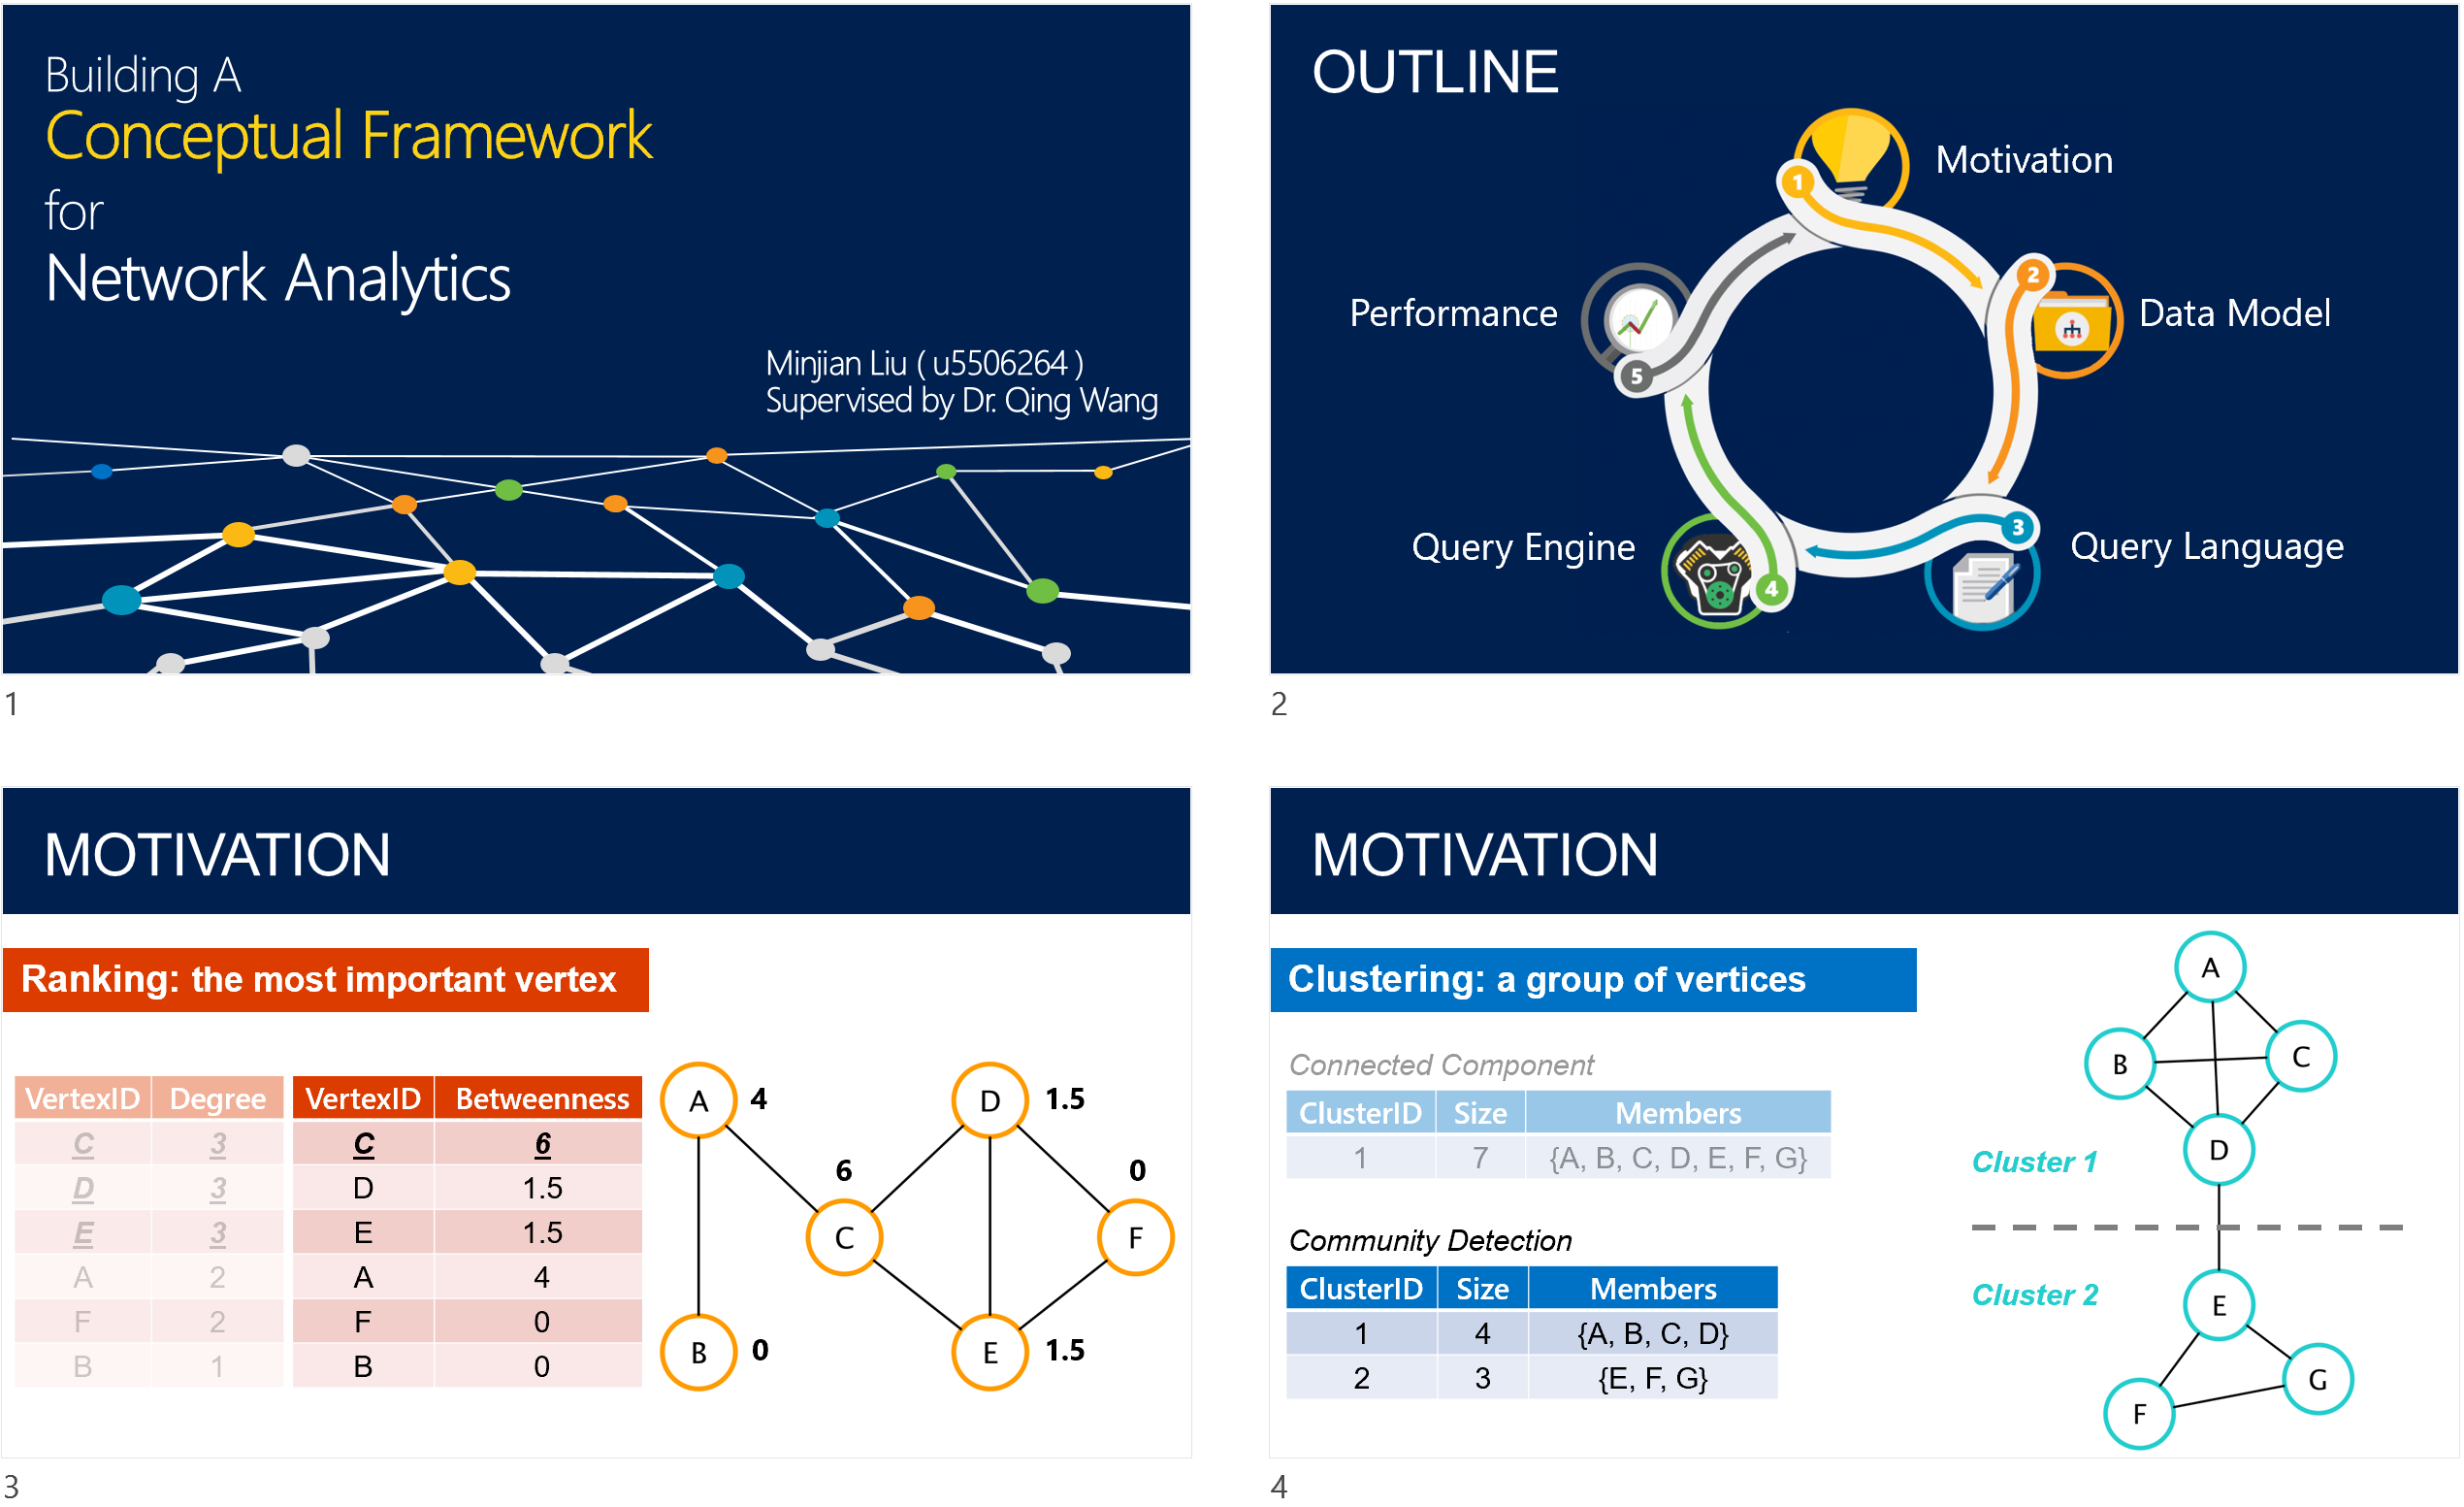 Building A
Conceptual Framework
for
Network Analytics
Minjian Liu ( u5506264 )
Supervised by Dr. Qing Wang
1
OUTLINE
1
Motivation
2
Data Model
3
Query Language
4
Query Engine
5
Performance
2
MOTIVATION
Ranking: the most important vertex
VertexID Degree
C 3
D 3
E 3
A 2
F 2
B 1
VertexID Betweenness
C 6
D 1.5
E 1.5
A 4
F 0
B 0
A 4
D 1.5
C 6
F 0
B 0
E 1.5
3
MOTIVATION
Clustering: a group of vertices
Connected Component
ClusterID Size Members
1 7 {A, B, C, D, E, F, G}
Community Detection
ClusterID Size Members
1 4 {A, B, C, D}
2 3 {E, F, G}
A
B
C
D
Cluster 1
Cluster 2
E
G
F
4